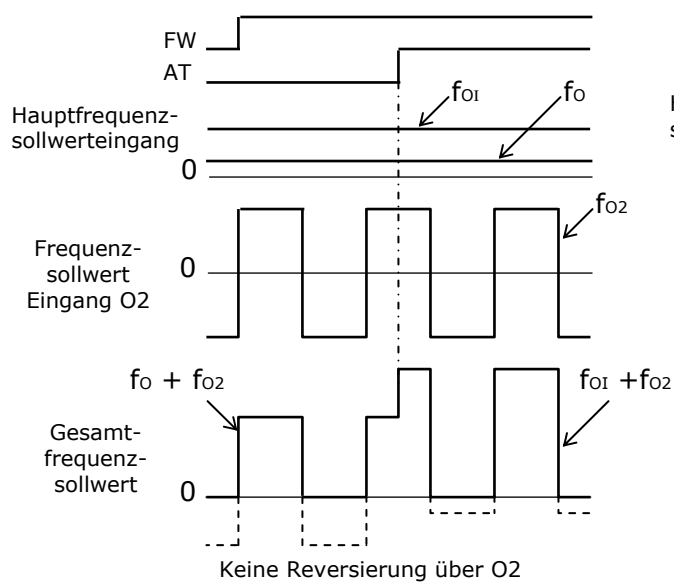 FW
AT
fOI
fO
Hauptfrequenz-
sollwerteingang
0
fO2
Frequenz-
sollwert
Eingang O2
0
fO + fO2
fOI +fO2
Gesamt-
frequenz-
sollwert
0
Keine Reversierung über O2